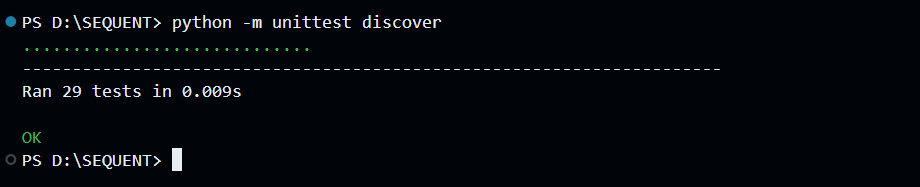 PS D:\SEQUENT> python -m unittest discover
.............................
----------------------------------------------------------------------
Ran 29 tests in 0.009s
OK
PS D:\SEQUENT>